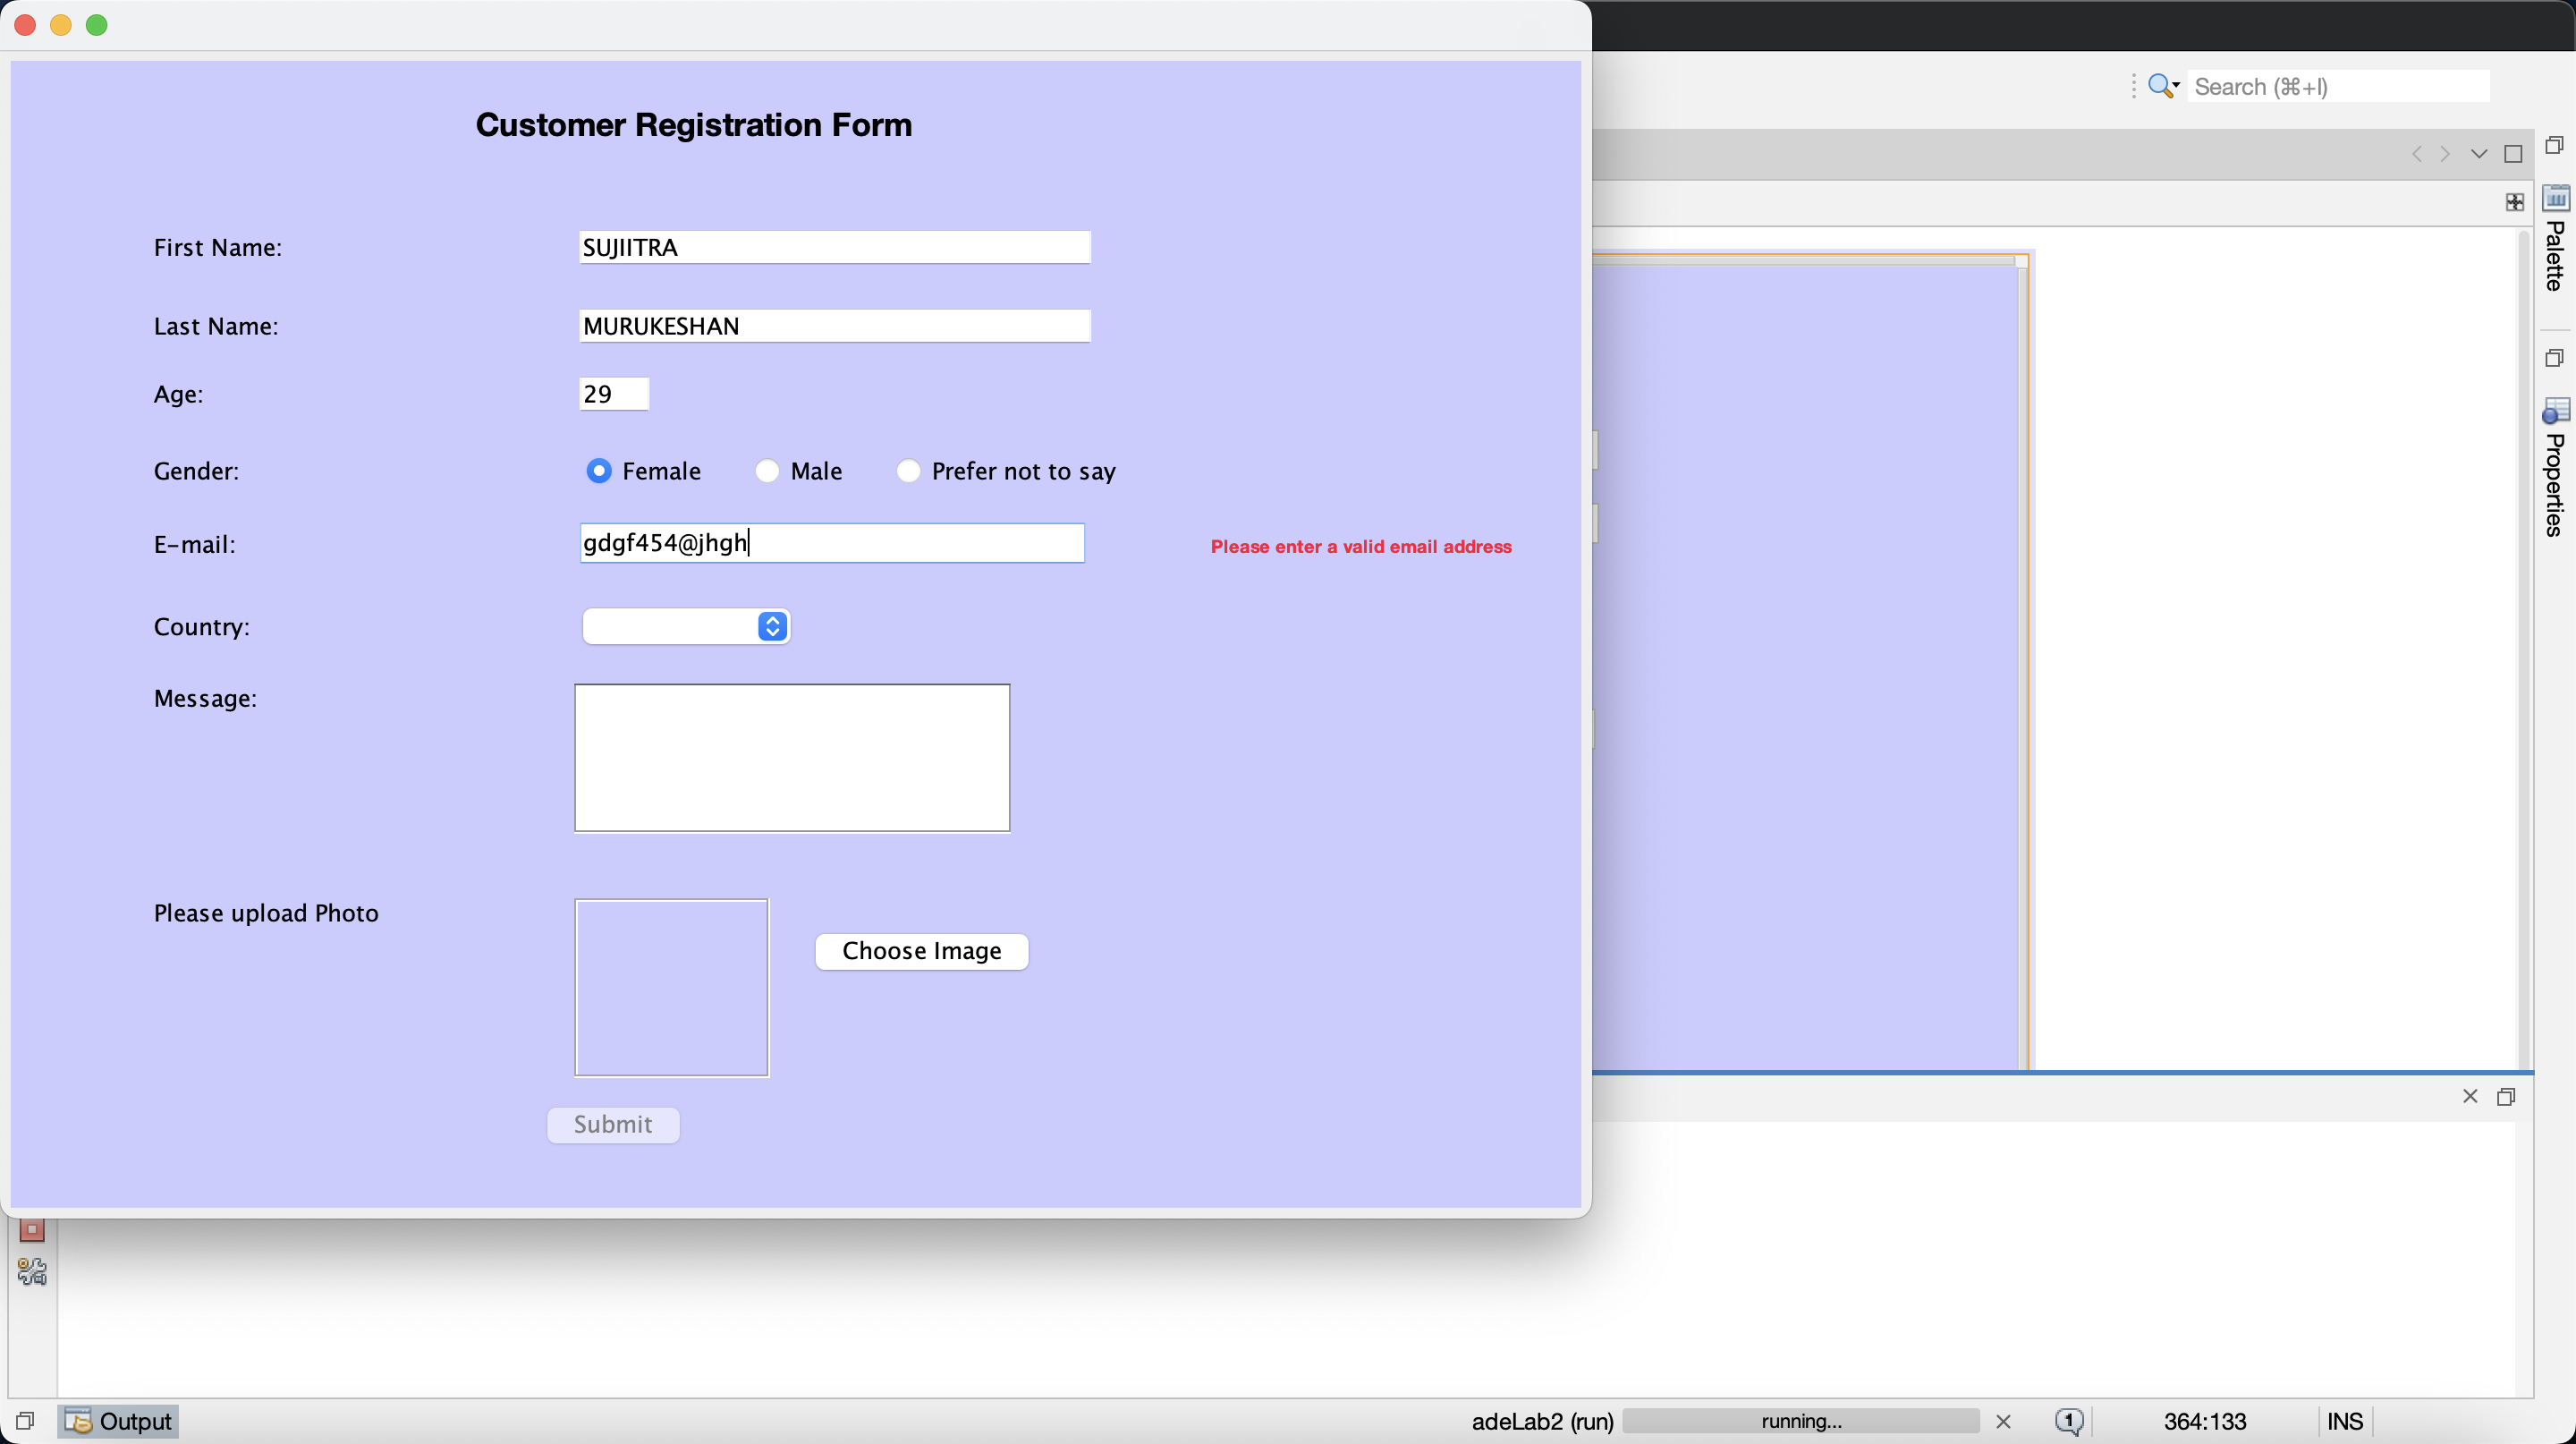 Search (⌘+I)
Customer Registration Form
First Name: SUJIITRA
Last Name: MURUKESHAN
Age: 29
Gender: Female Male Prefer not to say
E-mail: gdgf454@jhgh Please enter a valid email address
Country:
Message:
Please upload Photo
Choose Image
Submit
Palette
Properties
Output adeLab2 (run) running... 1 364:133 INS